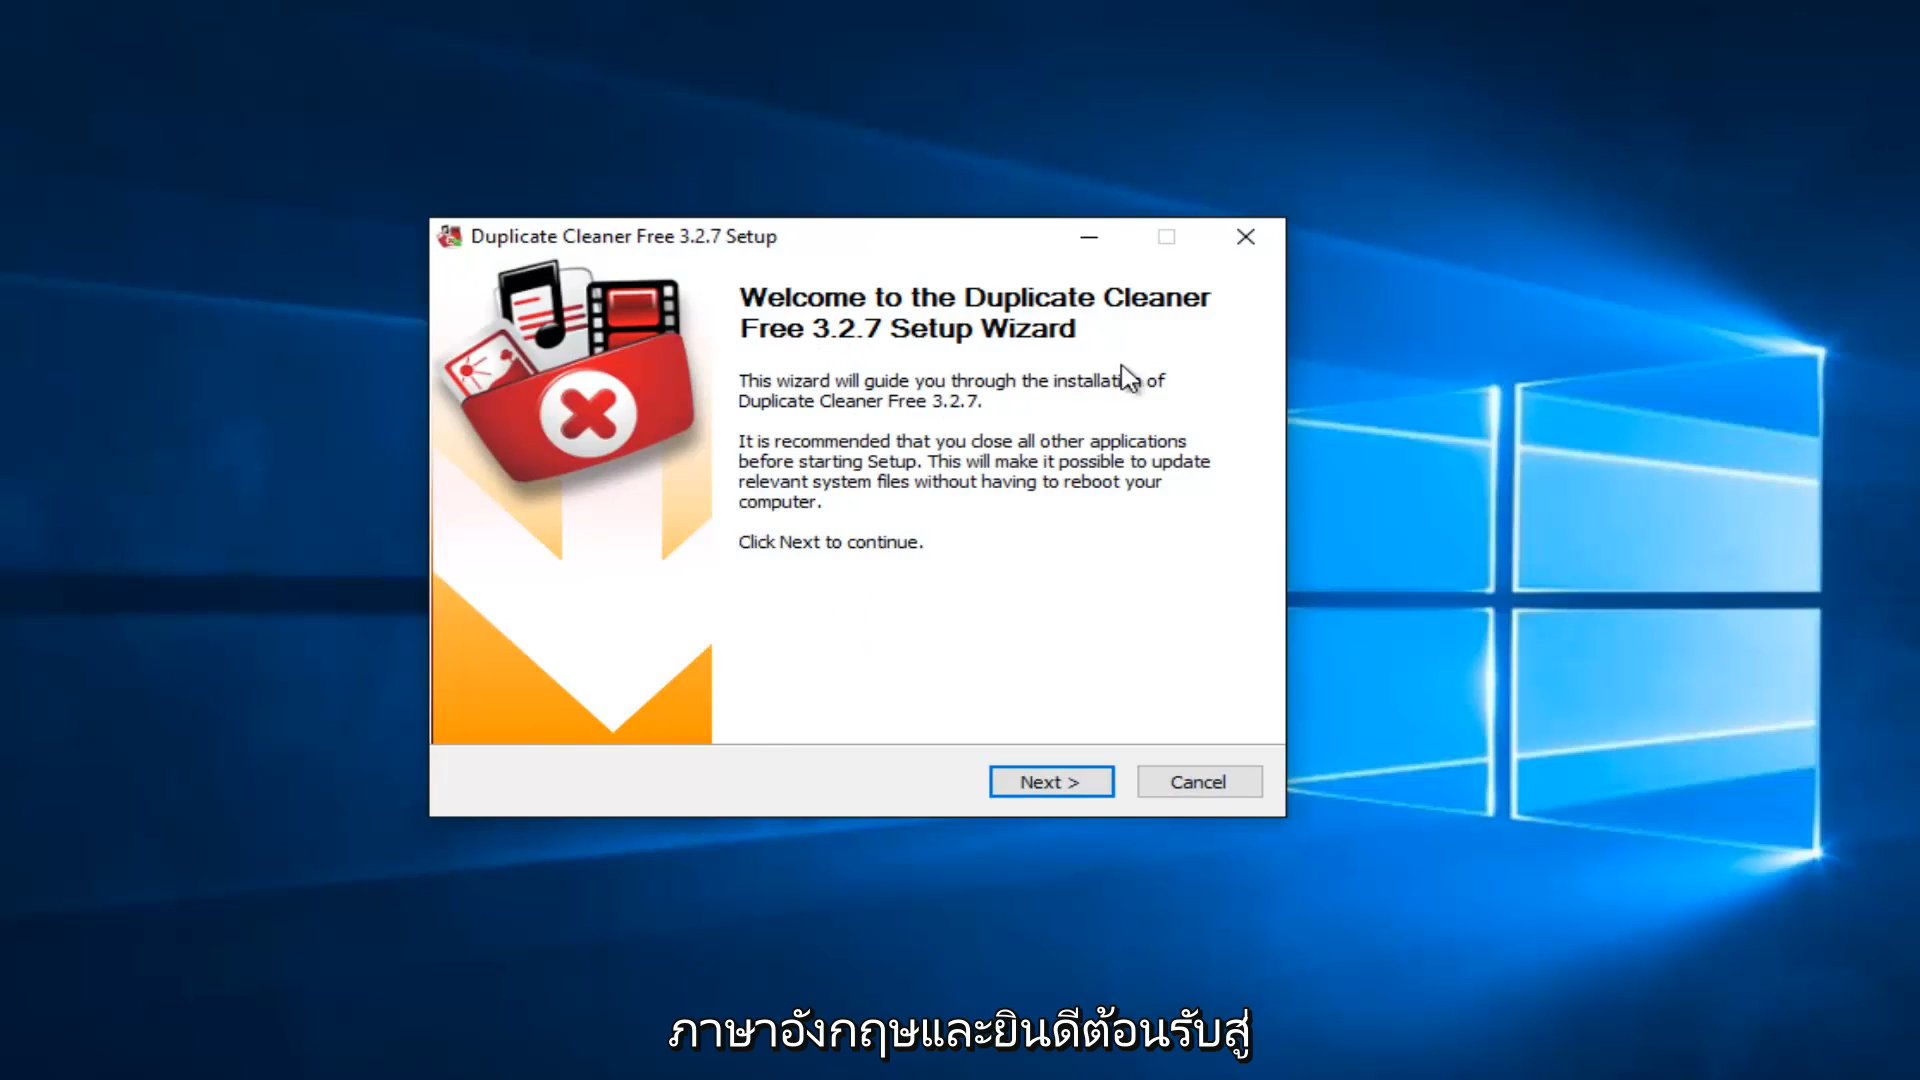 Duplicate Cleaner Free 3.2.7 Setup
Welcome to the Duplicate Cleaner
Free 3.2.7 Setup Wizard
This wizard will guide you through the installation of
Duplicate Cleaner Free 3.2.7.
It is recommended that you close all other applications
before starting Setup. This will make it possible to update
relevant system files without having to reboot your
computer.
Click Next to continue.
Next >
Cancel
ภาษาอังกฤษและยินดีต้อนรับสู่